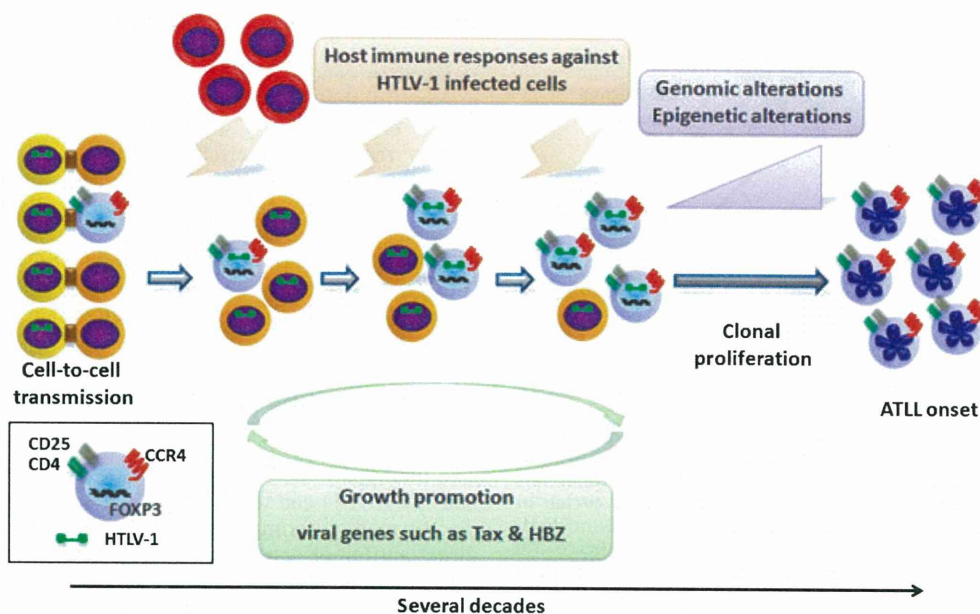 Host immune responses against
HTLV-1 infected cells
Genomic alterations
Epigenetic alterations
Cell-to-cell
transmission
Clonal
proliferation
ATLL onset
CD25
CD4
CCR4
FOXP3
HTLV-1
Growth promotion
viral genes such as Tax & HBZ
Several decades